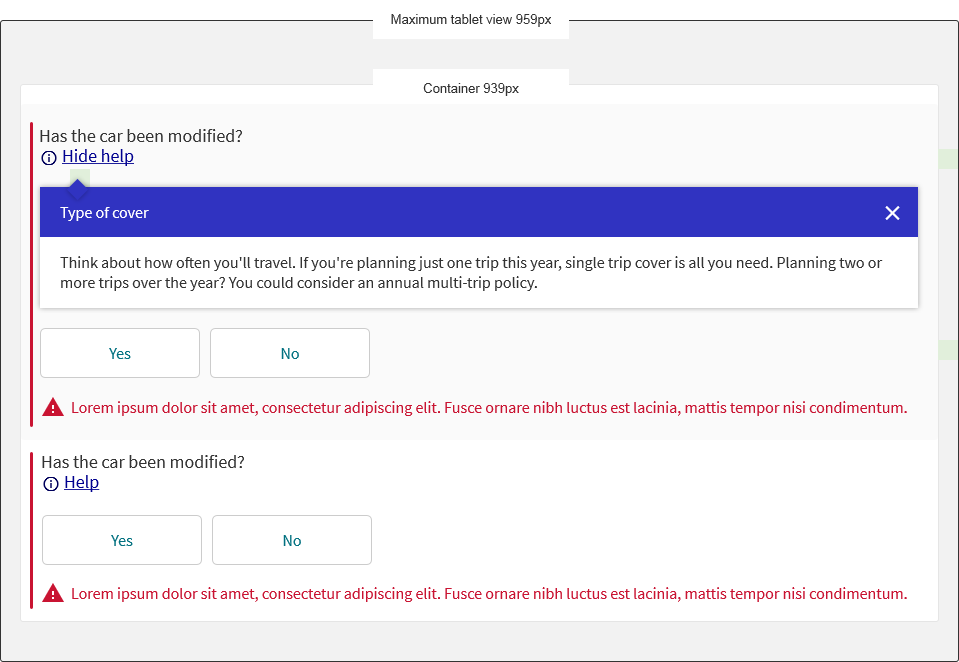 Maximum tablet view 959px
Container 939px
Has the car been modified?
Hide help
Type of cover
Think about how often you'll travel. If you're planning just one trip this year, single trip cover is all you need. Planning two or
more trips over the year? You could consider an annual multi-trip policy.
Yes
No
Lorem ipsum dolor sit amet, consectetur adipiscing elit. Fusce ornare nibh luctus est lacinia, mattis tempor nisi condimentum.
Has the car been modified?
Help
Yes
No
Lorem ipsum dolor sit amet, consectetur adipiscing elit. Fusce ornare nibh luctus est lacinia, mattis tempor nisi condimentum.